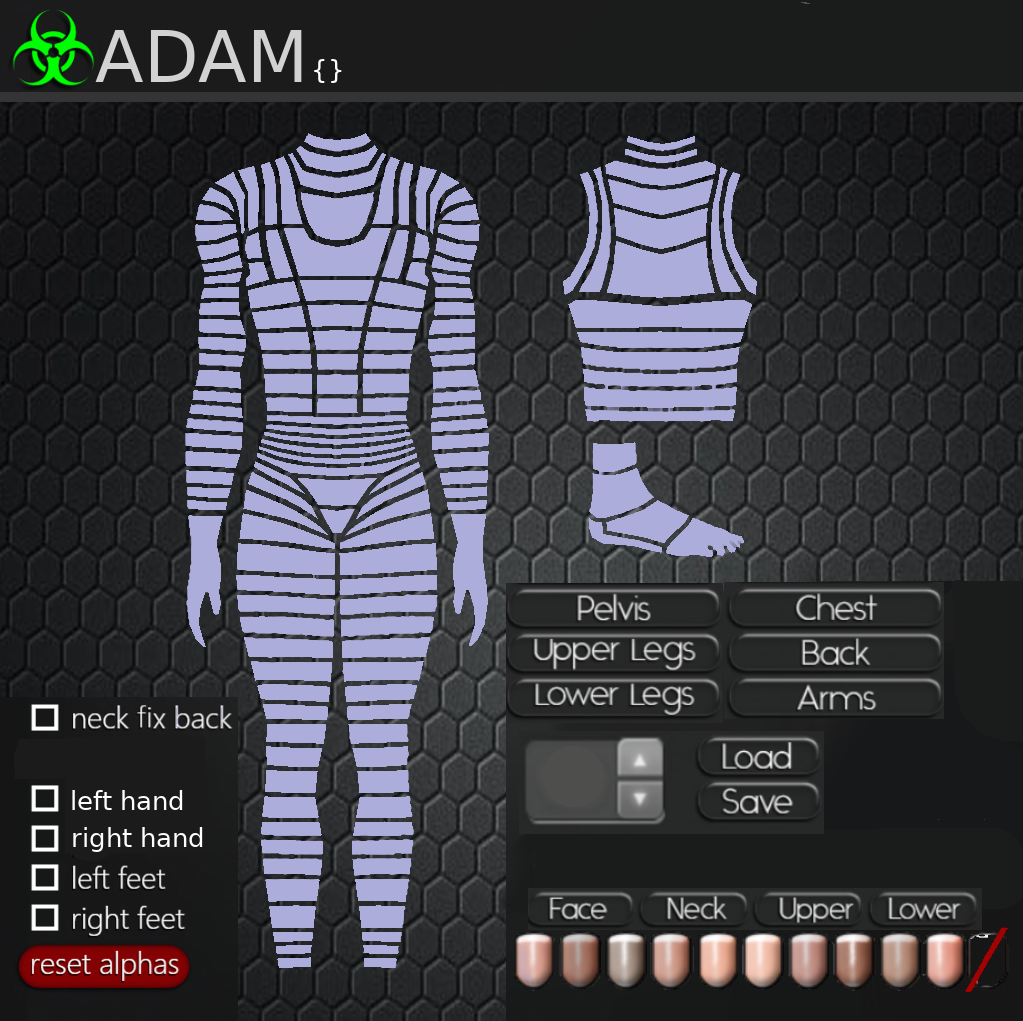 ADAM {}
Pelvis
Chest
Upper Legs
Back
Lower Legs
Arms
neck fix back
Load
Save
left hand
right hand
left feet
right feet
reset alphas
Face
Neck
Upper
Lower